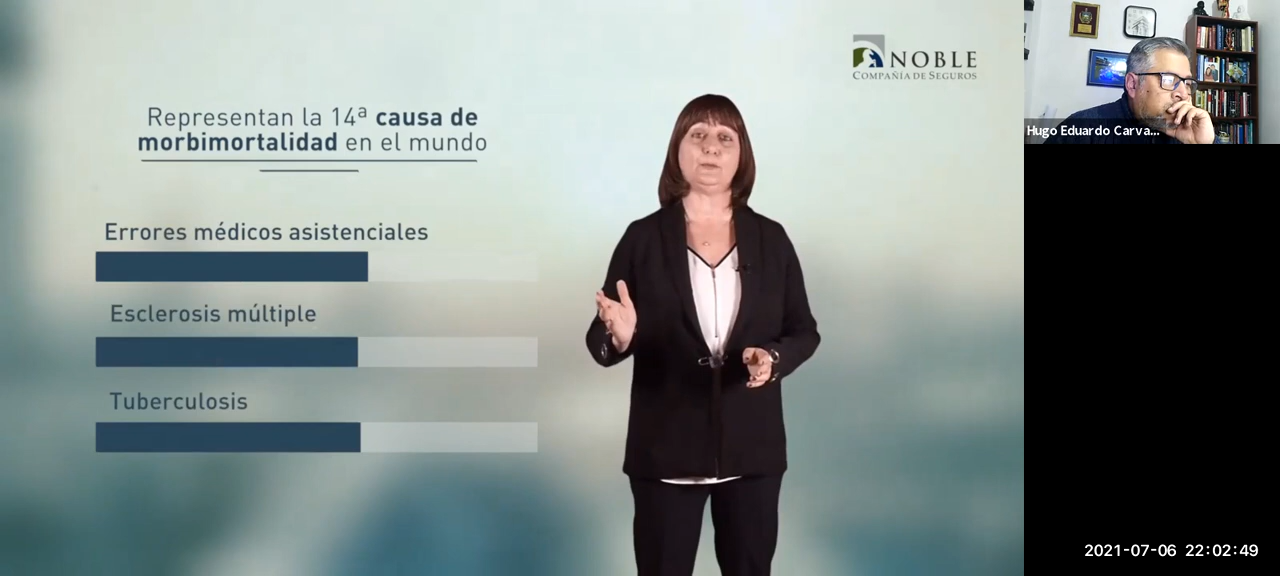 NOBLE
COMPAÑÍA DE SEGUROS
Representan la 14ª causa de
morbimortalidad en el mundo
Errores médicos asistenciales
Esclerosis múltiple
Tuberculosis
Hugo Eduardo Carva...
2021-07-06 22:02:49